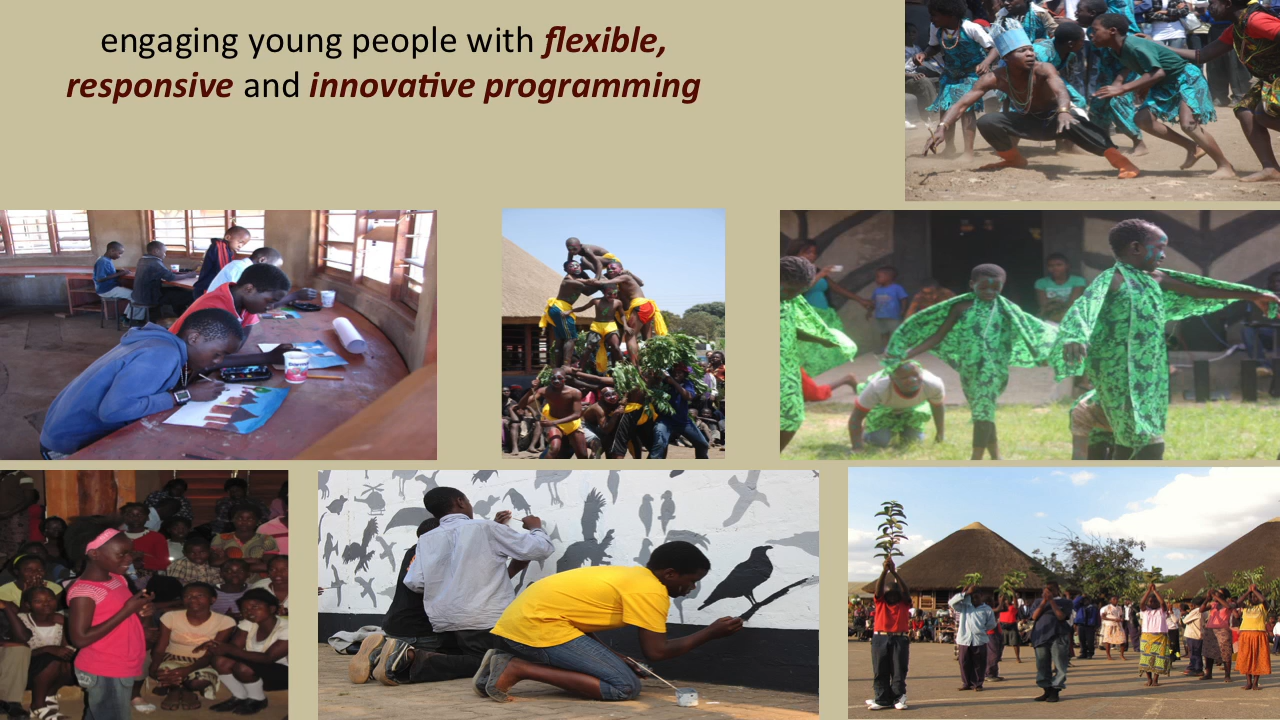 engaging young people with flexible,
responsive and innovative programming